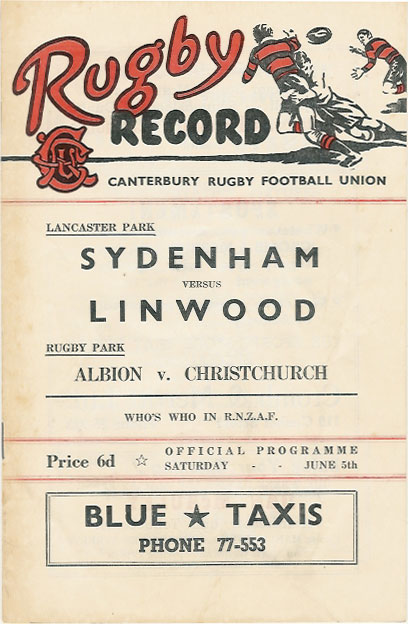 Rugby
RECORD
CRU
CANTERBURY RUGBY FOOTBALL UNION
LANCASTER PARK
SYDENHAM
VERSUS
LINWOOD
RUGBY PARK
ALBION v. CHRISTCHURCH
WHO'S WHO IN R.N.Z.A.F.
Price 6d ☆ OFFICIAL PROGRAMME
SATURDAY - - JUNE 5th
BLUE ★ TAXIS
PHONE 77-553